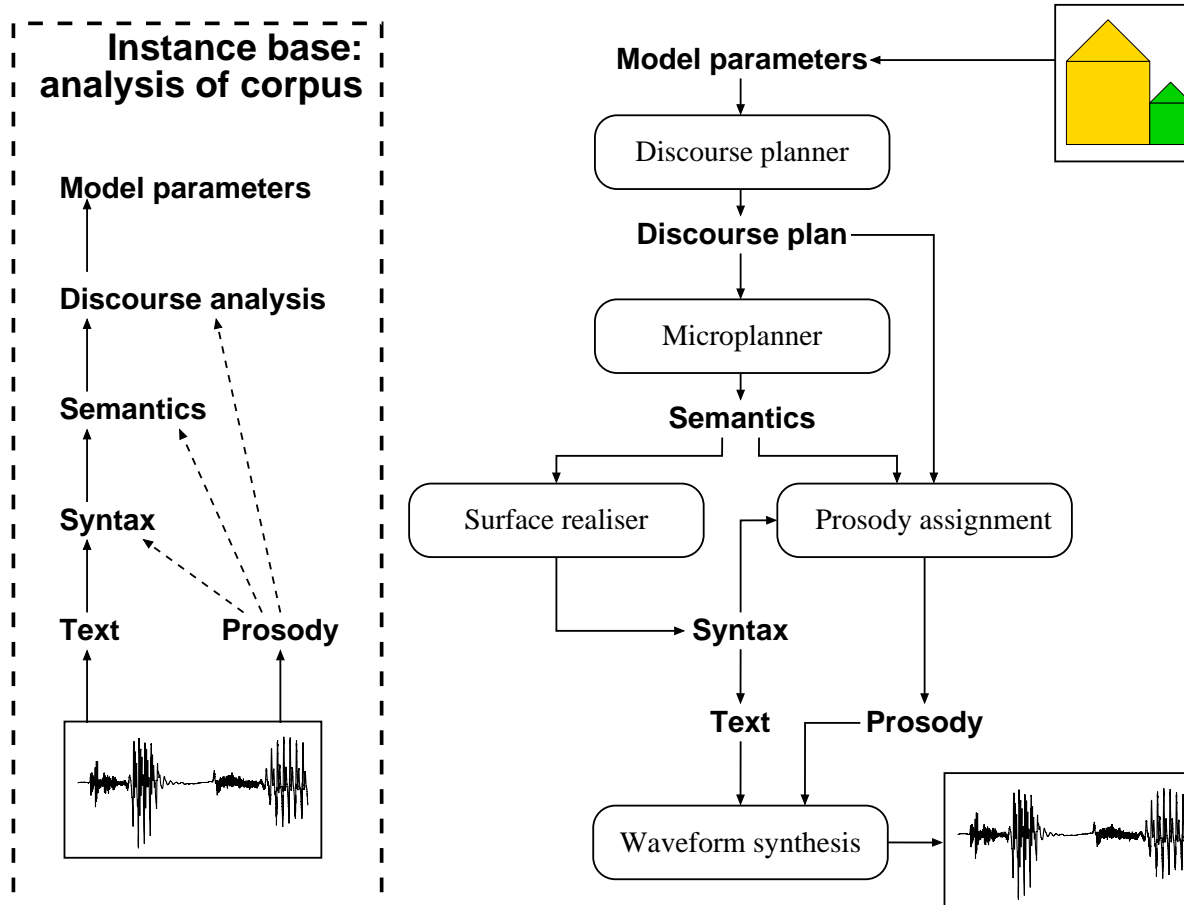 Instance base:
analysis of corpus
Model parameters
Discourse analysis
Semantics
Syntax
Text
Prosody
Model parameters
Discourse planner
Discourse plan
Microplanner
Semantics
Surface realiser
Prosody assignment
Syntax
Text
Prosody
Waveform synthesis